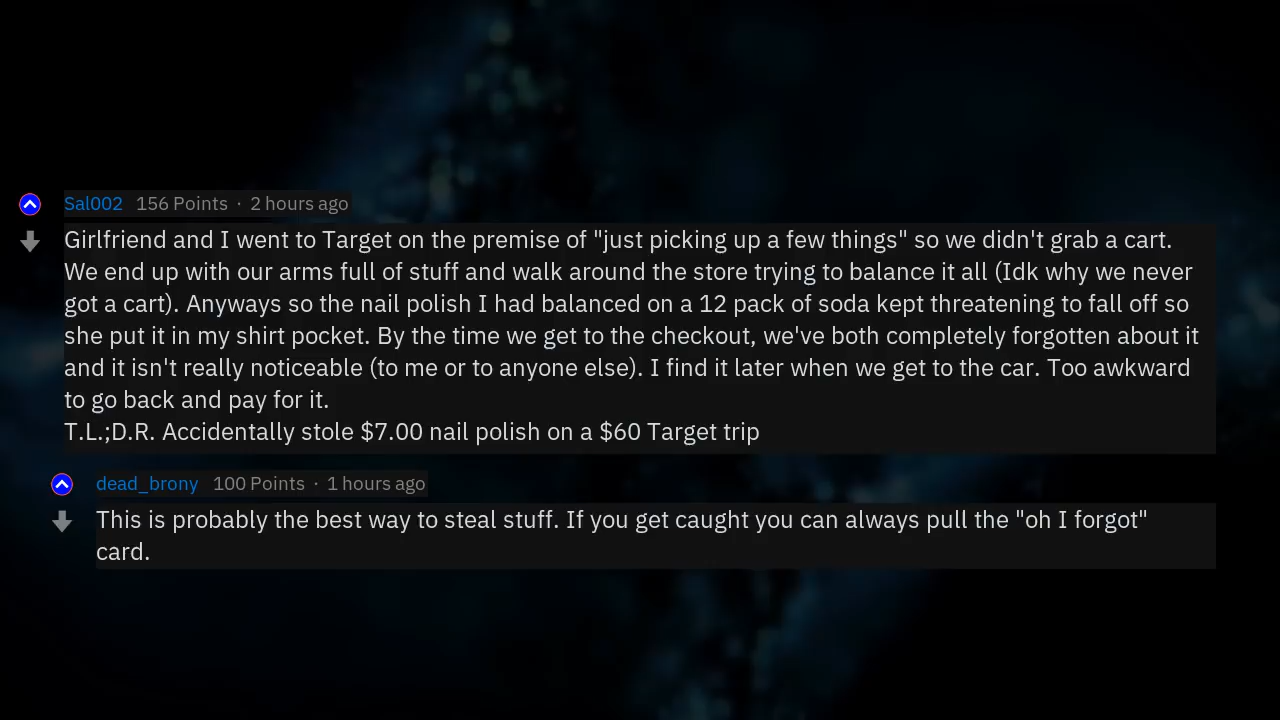 Sal002 156 Points · 2 hours ago
Girlfriend and I went to Target on the premise of "just picking up a few things" so we didn't grab a cart.
We end up with our arms full of stuff and walk around the store trying to balance it all (Idk why we never
got a cart). Anyways so the nail polish I had balanced on a 12 pack of soda kept threatening to fall off so
she put it in my shirt pocket. By the time we get to the checkout, we've both completely forgotten about it
and it isn't really noticeable (to me or to anyone else). I find it later when we get to the car. Too awkward
to go back and pay for it.
T.L.;D.R. Accidentally stole $7.00 nail polish on a $60 Target trip
dead_brony 100 Points · 1 hours ago
This is probably the best way to steal stuff. If you get caught you can always pull the "oh I forgot"
card.